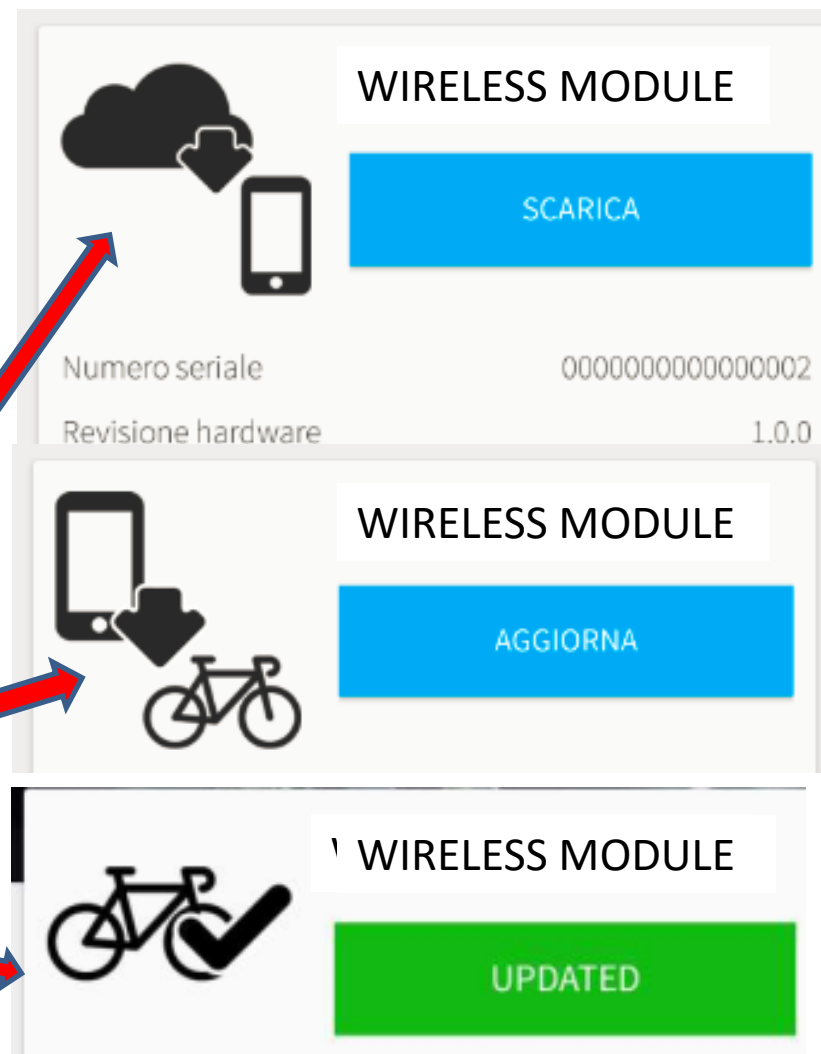 WIRELESS MODULE
SCARICA
Numero seriale 0000000000000002
Revisione hardware 1.0.0
WIRELESS MODULE
AGGIORNA
WIRELESS MODULE
UPDATED